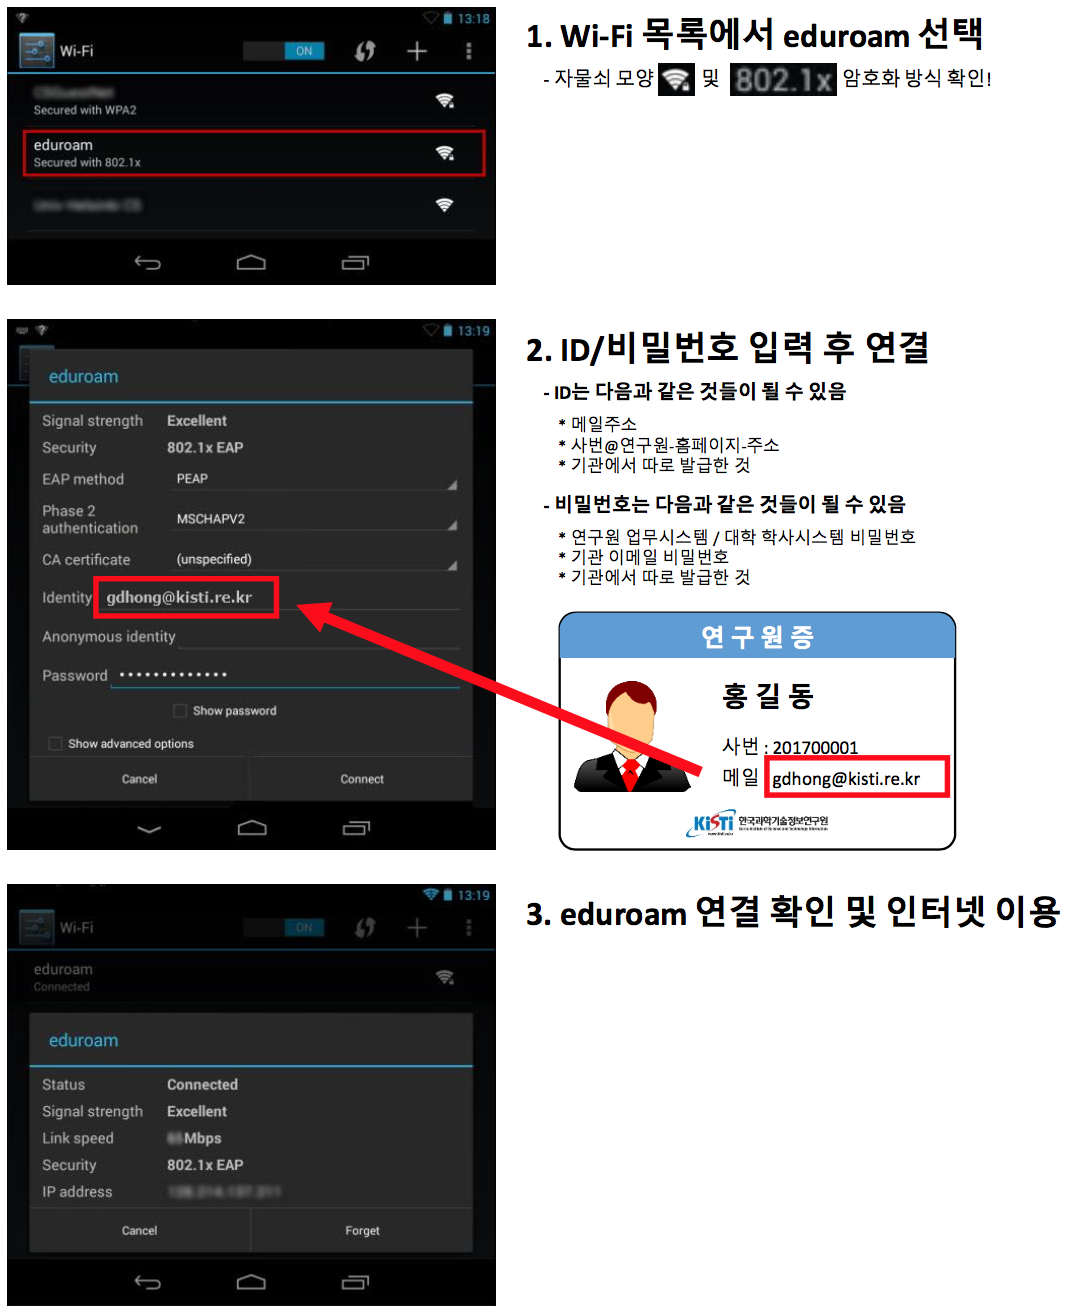 13:18
Wi-Fi
ON
Secured with WPA2
eduroam
Secured with 802.1x
1. Wi-Fi 목록에서 eduroam 선택
- 자물쇠 모양 및 802.1x 암호화 방식 확인!
13:19
eduroam
Signal strength Excellent
Security 802.1x EAP
EAP method PEAP
Phase 2 authentication MSCHAPV2
CA certificate (unspecified)
Identity gdhong@kisti.re.kr
Anonymous identity
Password •••••••••••••
Show password
Show advanced options
Cancel Connect
2. ID/비밀번호 입력 후 연결
- ID는 다음과 같은 것들이 될 수 있음
* 메일주소
* 사번@연구원-홈페이지-주소
* 기관에서 따로 발급한 것
- 비밀번호는 다음과 같은 것들이 될 수 있음
* 연구원 업무시스템 / 대학 학사시스템 비밀번호
* 기관 이메일 비밀번호
* 기관에서 따로 발급한 것
연구원증
홍길동
사번 : 201700001
메일 gdhong@kisti.re.kr
KiSTi 한국과학기술정보연구원
13:19
Wi-Fi
ON
eduroam
Connected
eduroam
Status Connected
Signal strength Excellent
Link speed Mbps
Security 802.1x EAP
IP address
Cancel Forget
3. eduroam 연결 확인 및 인터넷 이용